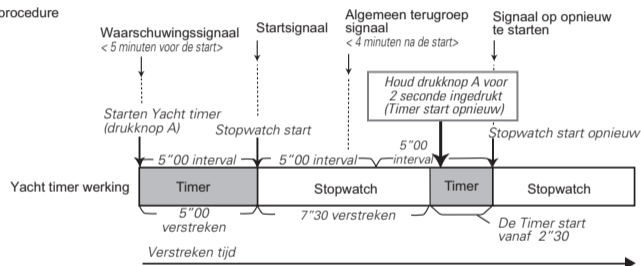 procedure
Waarschuwingssignaal
< 5 minuten voor de start>
Startsignaal
Algemeen terugroep
signaal
< 4 minuten na de start>
Signaal op opnieuw
te starten
Houd drukknop A voor
2 seconde ingedrukt
(Timer start opnieuw)
Starten Yacht timer
(drukknop A)
Stopwatch start
Stopwatch start opnieuw
5"00 interval
5"00 interval
5"00
interval
Yacht timer werking
Timer
Stopwatch
Timer
Stopwatch
5"00
verstreken
7"30 verstreken
De Timer start
vanaf 2"30
Verstreken tijd